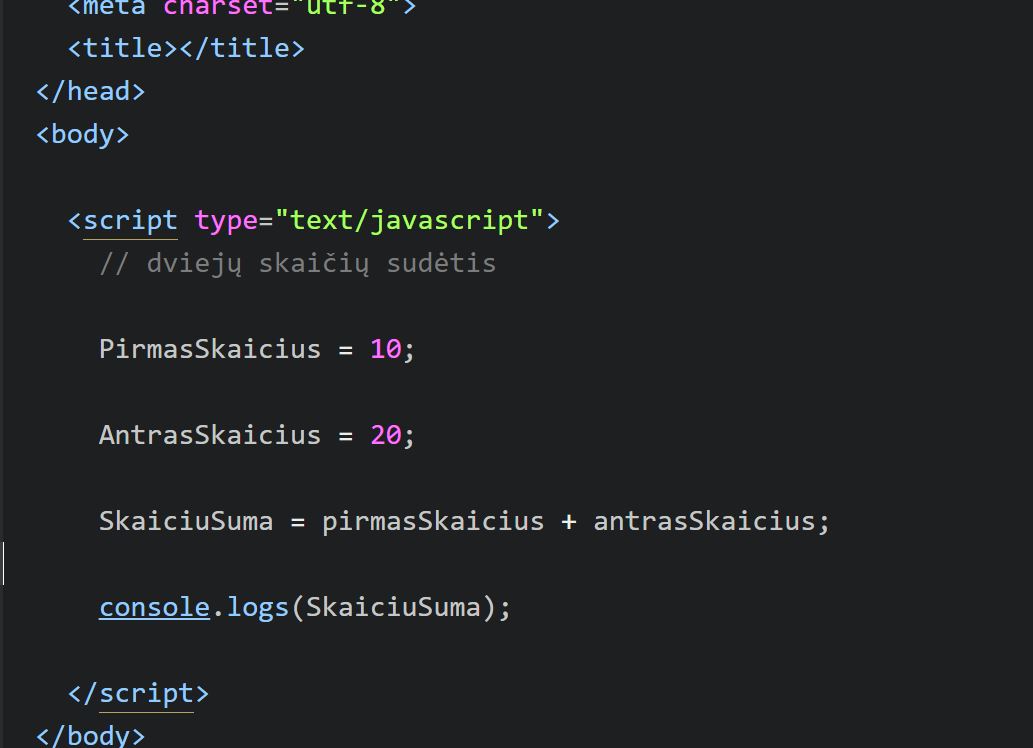 <meta charset="utf-8">
<title></title>
</head>
<body>
<script type="text/javascript">
// dviejų skaičių sudėtis
PirmasSkaicius = 10;
AntrasSkaicius = 20;
SkaiciuSuma = pirmasSkaicius + antrasSkaicius;
console.logs(SkaiciuSuma);
</script>
</body>